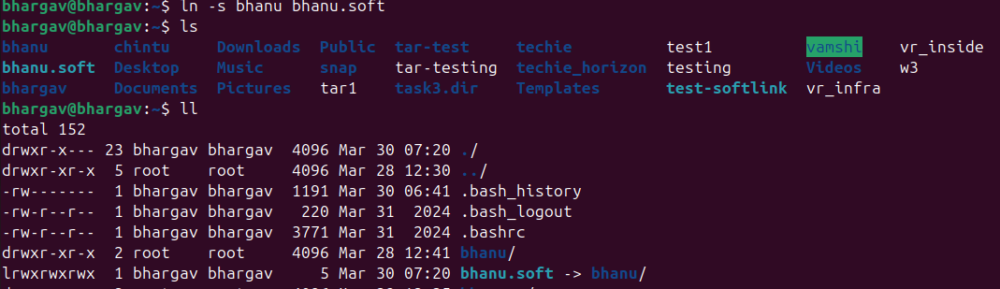 bhargav@bhargav:~$ ln -s bhanu bhanu.soft
bhargav@bhargav:~$ ls
bhanu chintu Downloads Public tar-test techie test1 vamshi vr_inside
bhanu.soft Desktop Music snap tar-testing techie_horizon testing Videos w3
bhargav Documents Pictures tar1 task3.dir Templates test-softlink vr_infra
bhargav@bhargav:~$ ll
total 152
drwxr-x--- 23 bhargav bhargav 4096 Mar 30 07:20 ./
drwxr-xr-x 5 root root 4096 Mar 28 12:30 ../
-rw------- 1 bhargav bhargav 1191 Mar 30 06:41 .bash_history
-rw-r--r-- 1 bhargav bhargav 220 Mar 31 2024 .bash_logout
-rw-r--r-- 1 bhargav bhargav 3771 Mar 31 2024 .bashrc
drwxr-xr-x 2 root root 4096 Mar 28 12:41 bhanu/
lrwxrwxrwx 1 bhargav bhargav 5 Mar 30 07:20 bhanu.soft -> bhanu/